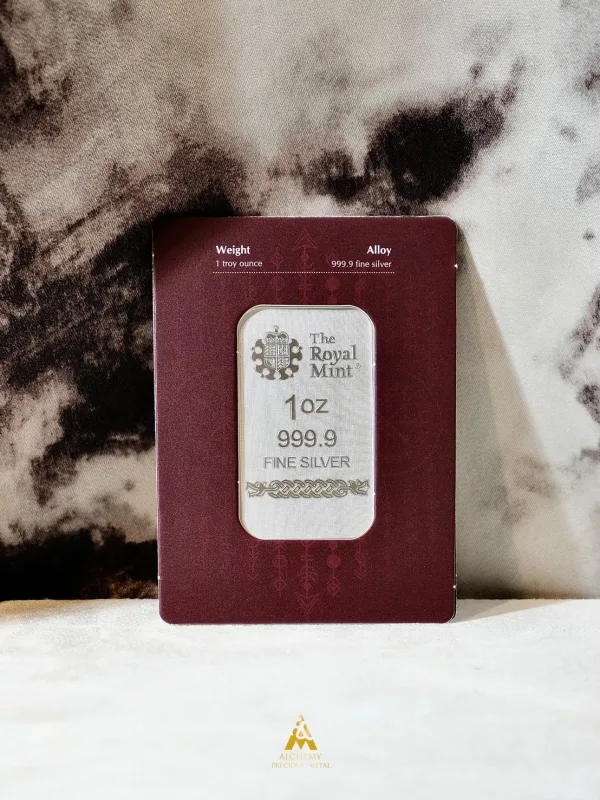 Weight Alloy
1 troy ounce 999.9 fine silver
The
Royal
Mint®
1oz
999.9
FINE SILVER
ALCHEMY
PRECIOUS METAL